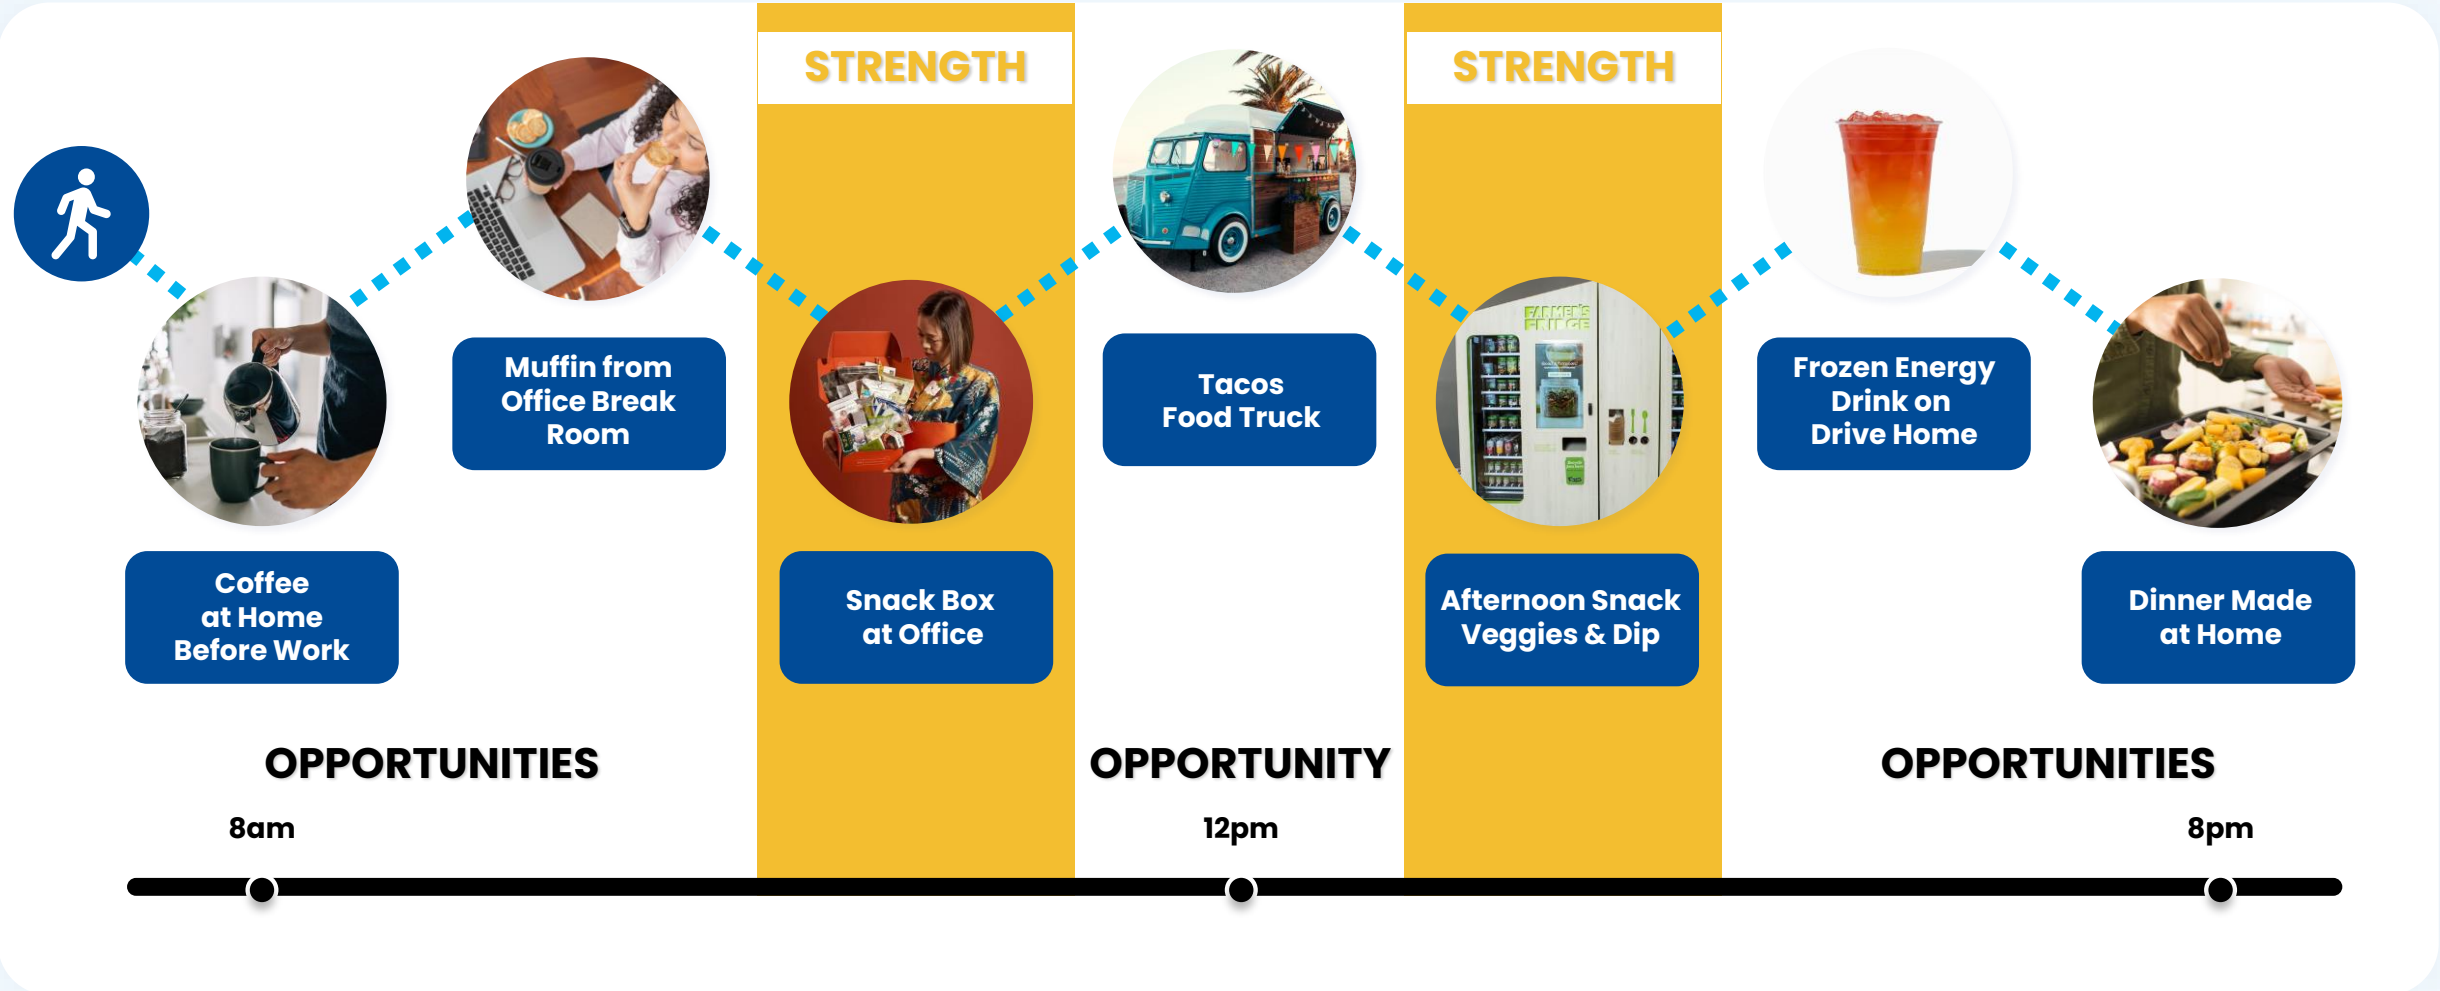 STRENGTH
STRENGTH
FARMER'S
FRIDGE
Muffin from
Office Break
Room
Tacos
Food Truck
Frozen Energy
Drink on
Drive Home
Coffee
at Home
Before Work
Snack Box
at Office
Afternoon Snack
Veggies & Dip
Dinner Made
at Home
OPPORTUNITIES
OPPORTUNITY
OPPORTUNITIES
8am
12pm
8pm